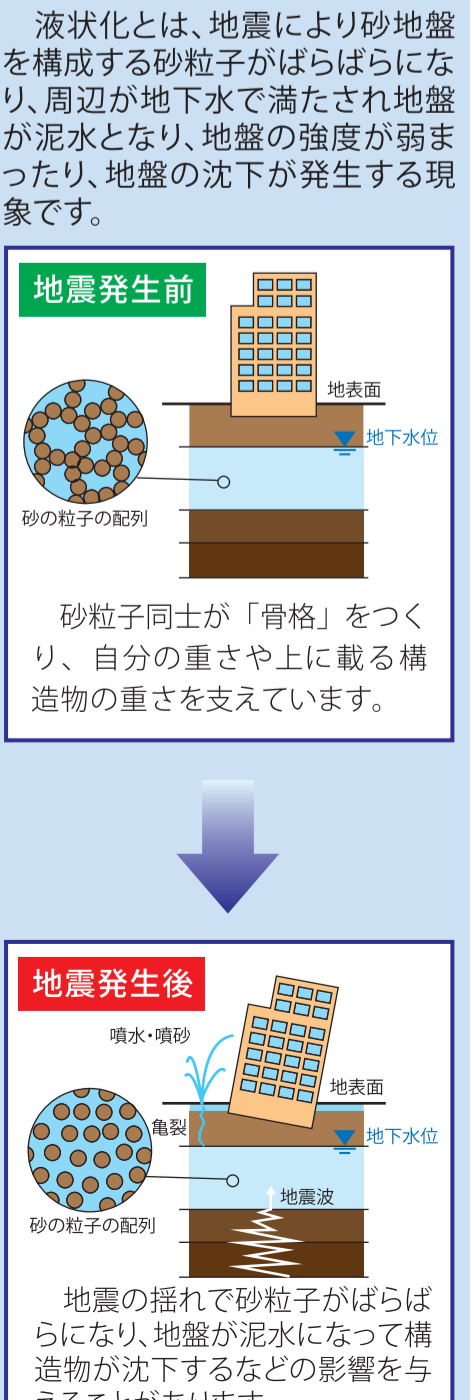 液状化とは、地震により砂地盤
を構成する砂粒子がばらばらにな
り、周辺が地下水で満たされ地盤
が泥水となり、地盤の強度が弱ま
ったり、地盤の沈下が発生する現
象です。
地震発生前
地表面
地下水位
砂の粒子の配列
砂粒子同士が「骨格」をつく
り、自分の重さや上に載る構
造物の重さを支えています。
地震発生後
噴水・噴砂
地表面
亀裂
地下水位
地震波
砂の粒子の配列
地震の揺れで砂粒子がばらば
らになり、地盤が泥水になって構
造物が沈下するなどの影響を与
えることがあります